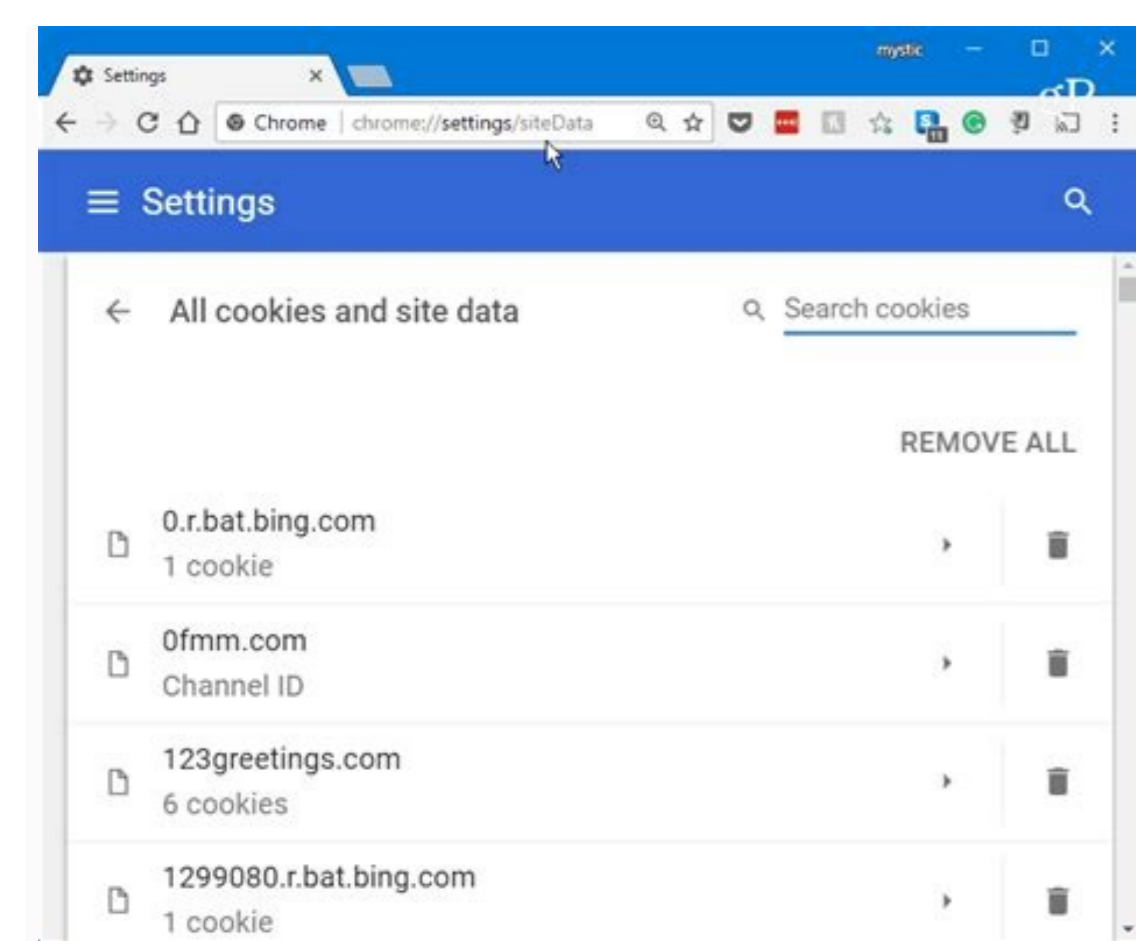 mystic
Settings
gP
Chrome | chrome://settings/siteData
Settings
All cookies and site data
Search cookies
REMOVE ALL
0.r.bat.bing.com
1 cookie
0fmm.com
Channel ID
123greetings.com
6 cookies
1299080.r.bat.bing.com
1 cookie